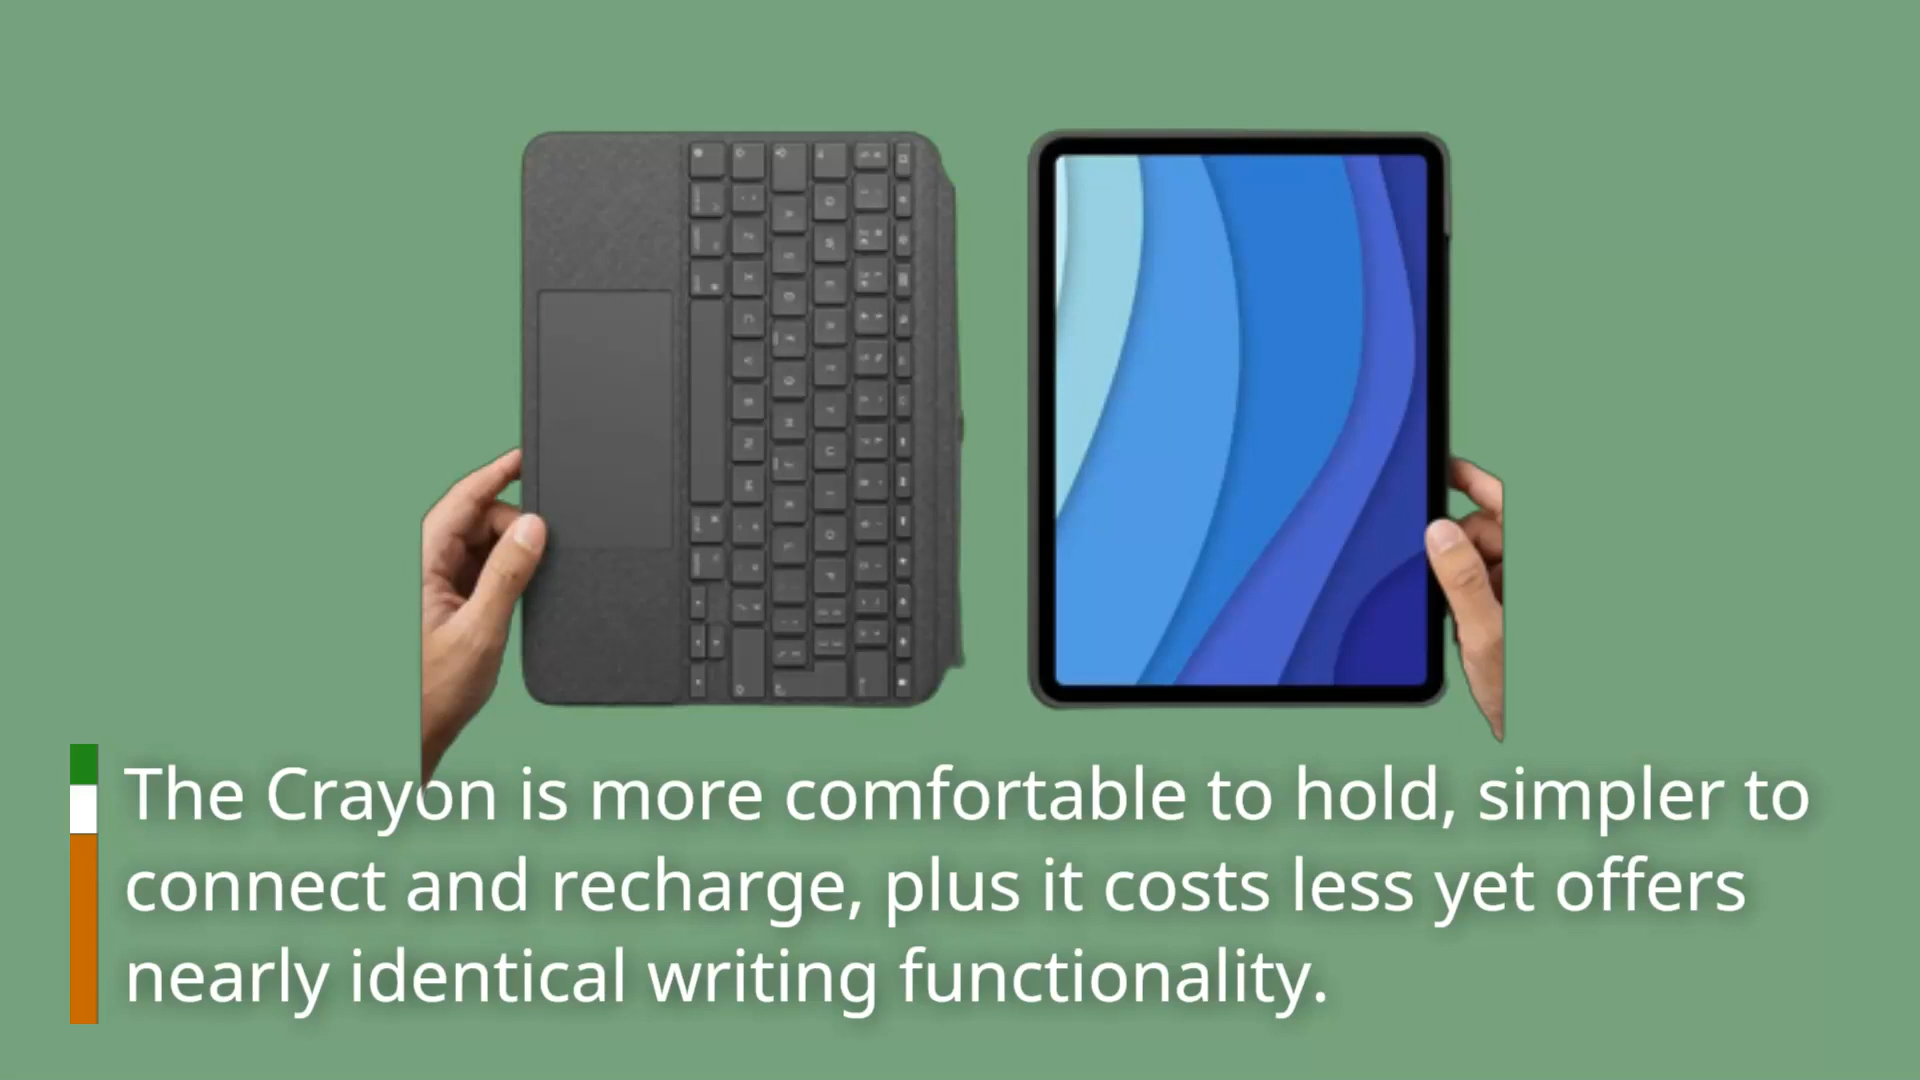 The Crayon is more comfortable to hold, simpler to
connect and recharge, plus it costs less yet offers
nearly identical writing functionality.